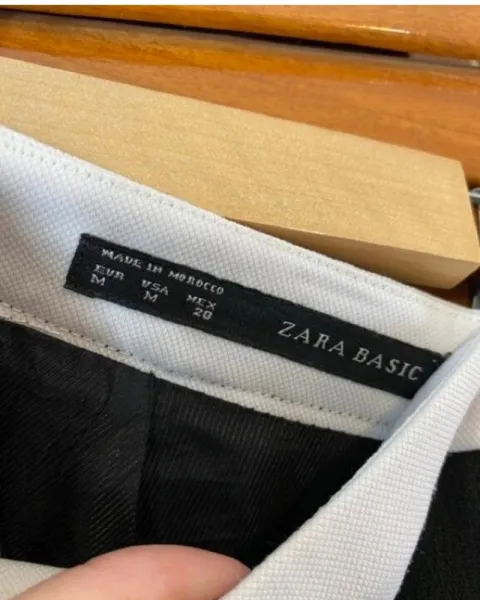 MADE IN MOROCCO
EUR USA MEX
M M 28
ZARA BASIC